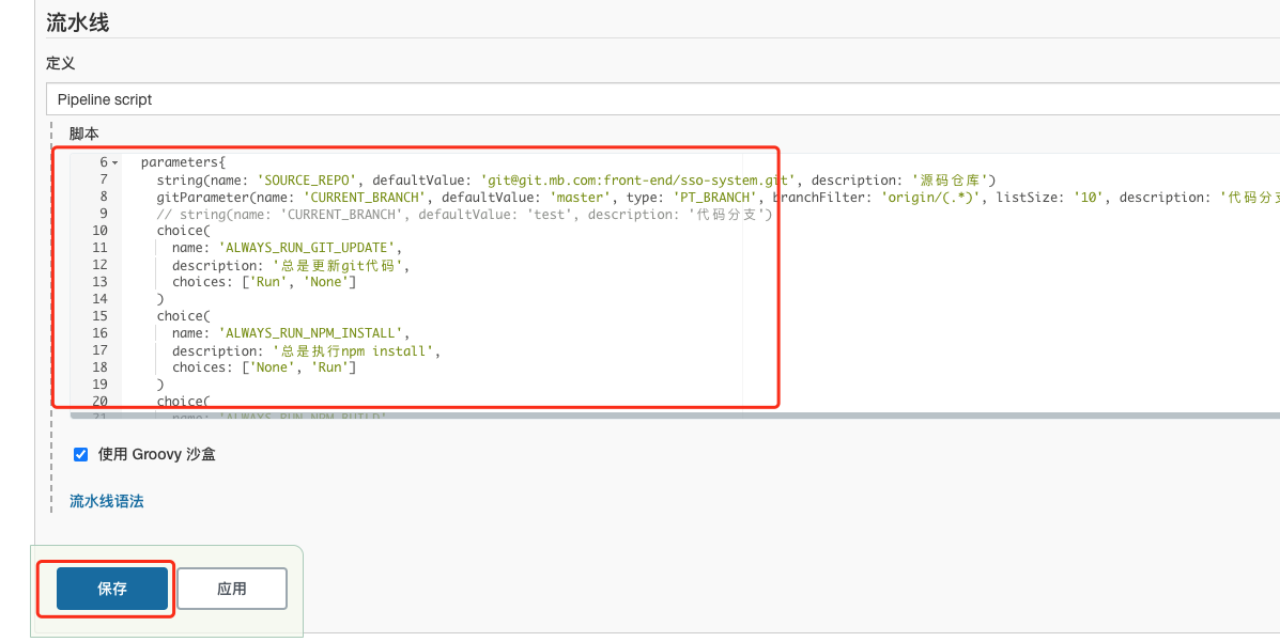 流水线
定义
Pipeline script
脚本
6 parameters{
7 string(name: 'SOURCE_REPO', defaultValue: 'git@git.mb.com:front-end/sso-system.git', description: '源码仓库')
8 gitParameter(name: 'CURRENT_BRANCH', defaultValue: 'master', type: 'PT_BRANCH', branchFilter: 'origin/(.*)', listSize: '10', description: '代码分支
9 // string(name: 'CURRENT_BRANCH', defaultValue: 'test', description: '代码分支')
10 choice(
11 name: 'ALWAYS_RUN_GIT_UPDATE',
12 description: '总是更新git代码',
13 choices: ['Run', 'None']
14 )
15 choice(
16 name: 'ALWAYS_RUN_NPM_INSTALL',
17 description: '总是执行npm install',
18 choices: ['None', 'Run']
19 )
20 choice(
21 name: 'ALWAYS_RUN_NPM_BUILD'
使用 Groovy 沙盒
流水线语法
保存 应用